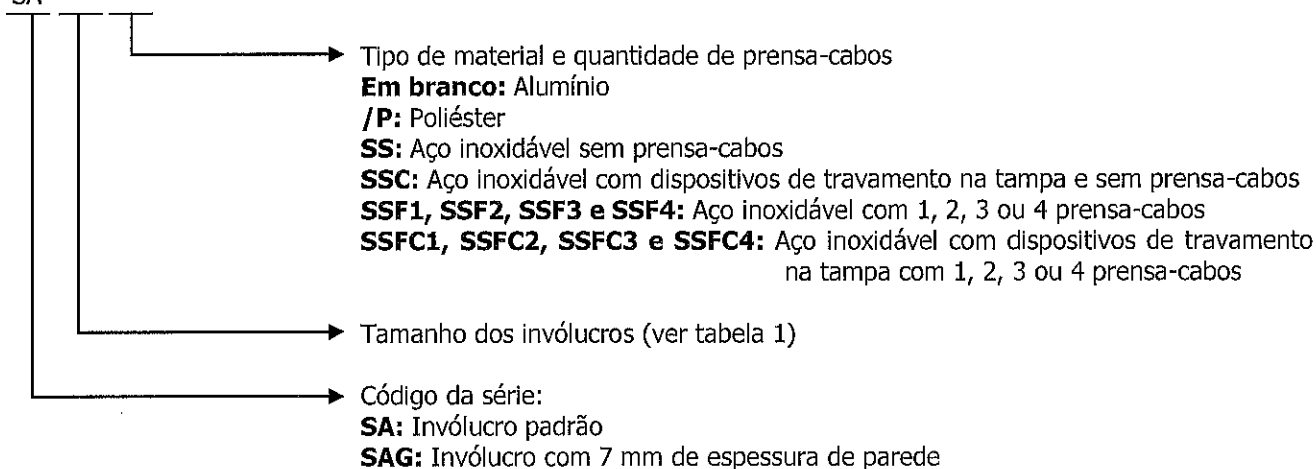 SA
Tipo de material e quantidade de prensa-cabos
Em branco: Alumínio
/P: Poliéster
SS: Aço inoxidável sem prensa-cabos
SSC: Aço inoxidável com dispositivos de travamento na tampa e sem prensa-cabos
SSF1, SSF2, SSF3 e SSF4: Aço inoxidável com 1, 2, 3 ou 4 prensa-cabos
SSFC1, SSFC2, SSFC3 e SSFC4: Aço inoxidável com dispositivos de travamento
na tampa com 1, 2, 3 ou 4 prensa-cabos
Tamanho dos invólucros (ver tabela 1)
Código da série:
SA: Invólucro padrão
SAG: Invólucro com 7 mm de espessura de parede